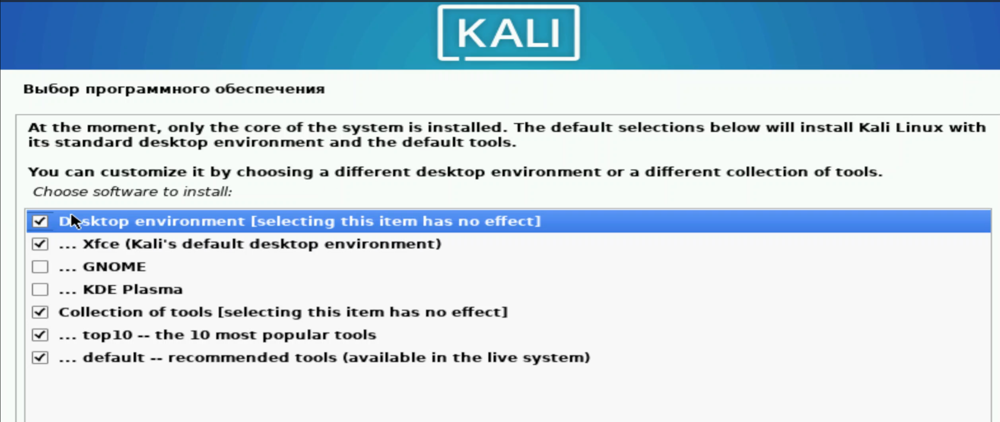 KALI
Выбор программного обеспечения
At the moment, only the core of the system is installed. The default selections below will install Kali Linux with
its standard desktop environment and the default tools.
You can customize it by choosing a different desktop environment or a different collection of tools.
Choose software to install:
Desktop environment [selecting this item has no effect]
... Xfce (Kali's default desktop environment)
... GNOME
... KDE Plasma
Collection of tools [selecting this item has no effect]
... top10 -- the 10 most popular tools
... default -- recommended tools (available in the live system)